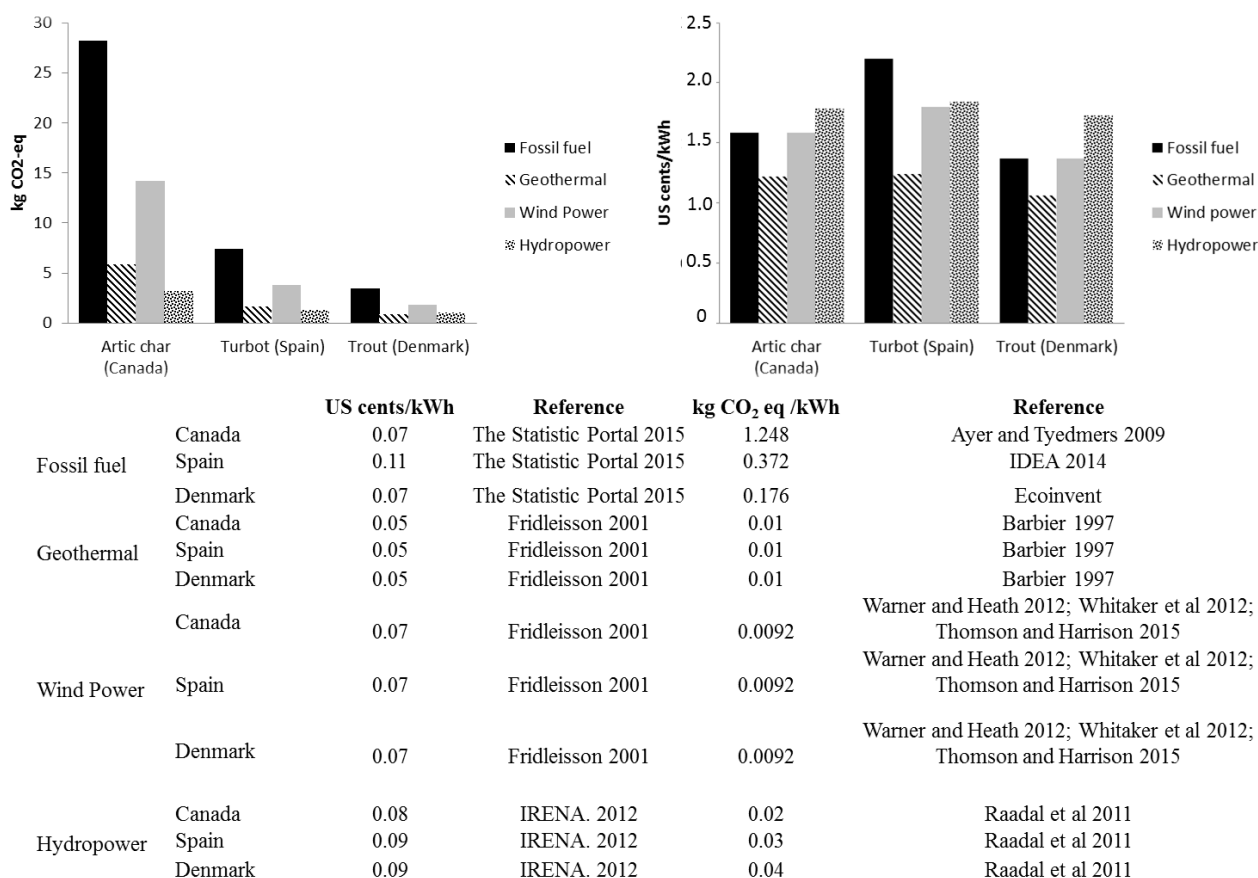 30
25
20
15
10
5
0
kg CO2-eq
Artic char
(Canada)
Turbot (Spain)
Trout (Denmark)
Fossil fuel
Geothermal
Wind Power
Hydropower
2.5
2.0
1.5
1.0
0.5
0
US cents/kWh
Artic char
(Canada)
Turbot (Spain)
Trout (Denmark)
Fossil fuel
Geothermal
Wind power
Hydropower
US cents/kWh Reference kg CO₂ eq /kWh Reference
Canada 0.07 The Statistic Portal 2015 1.248 Ayer and Tyedmers 2009
Fossil fuel Spain 0.11 The Statistic Portal 2015 0.372 IDEA 2014
Denmark 0.07 The Statistic Portal 2015 0.176 Ecoinvent
Canada 0.05 Fridleisson 2001 0.01 Barbier 1997
Geothermal Spain 0.05 Fridleisson 2001 0.01 Barbier 1997
Denmark 0.05 Fridleisson 2001 0.01 Barbier 1997
Canada 0.07 Fridleisson 2001 0.0092 Warner and Heath 2012; Whitaker et al 2012;
Thomson and Harrison 2015
Wind Power Spain 0.07 Fridleisson 2001 0.0092 Warner and Heath 2012; Whitaker et al 2012;
Thomson and Harrison 2015
Denmark 0.07 Fridleisson 2001 0.0092 Warner and Heath 2012; Whitaker et al 2012;
Thomson and Harrison 2015
Canada 0.08 IRENA. 2012 0.02 Raadal et al 2011
Hydropower Spain 0.09 IRENA. 2012 0.03 Raadal et al 2011
Denmark 0.09 IRENA. 2012 0.04 Raadal et al 2011